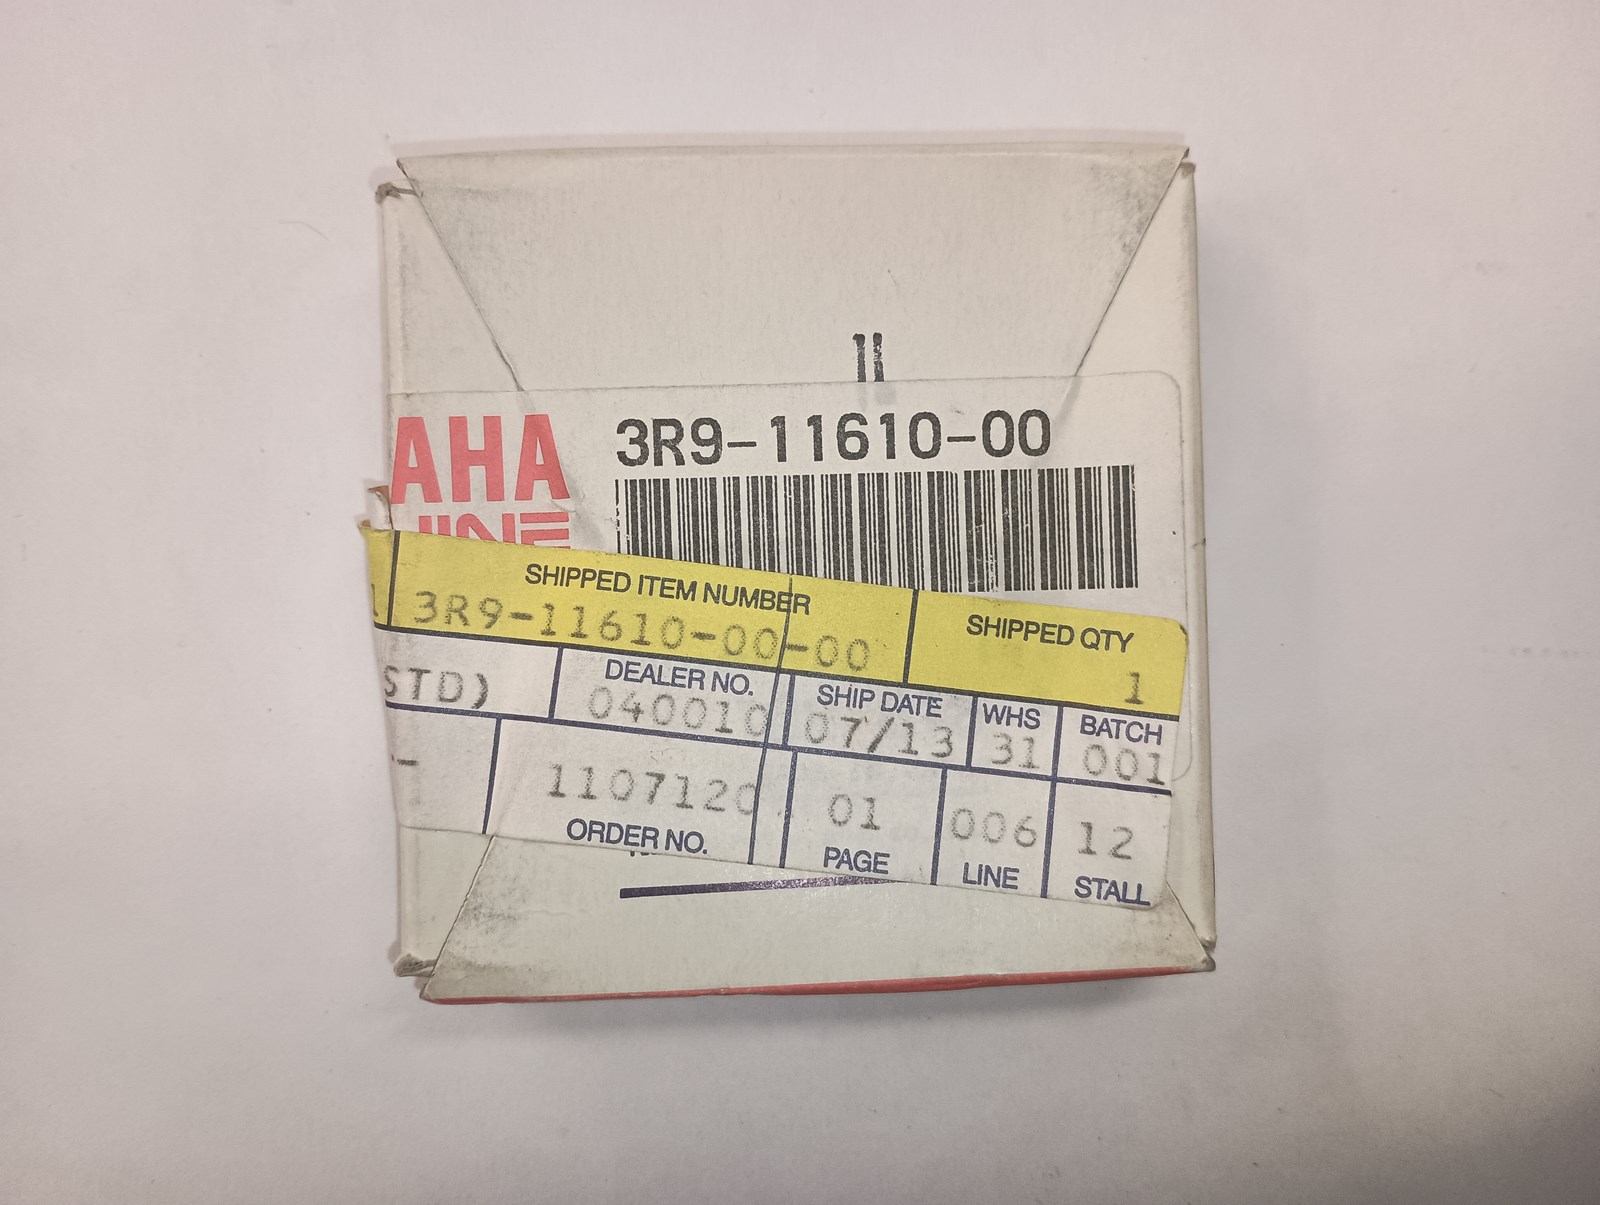 11
3R9-11610-00
AHA
SHIPPED ITEM NUMBER
SHIPPED QTY
3R9-11610-00-00
1
STD)
DEALER NO.
SHIP DATE
WHS
BATCH
040010
07/13
31
001
1107120
01
006
12
ORDER NO.
PAGE
LINE
STALL